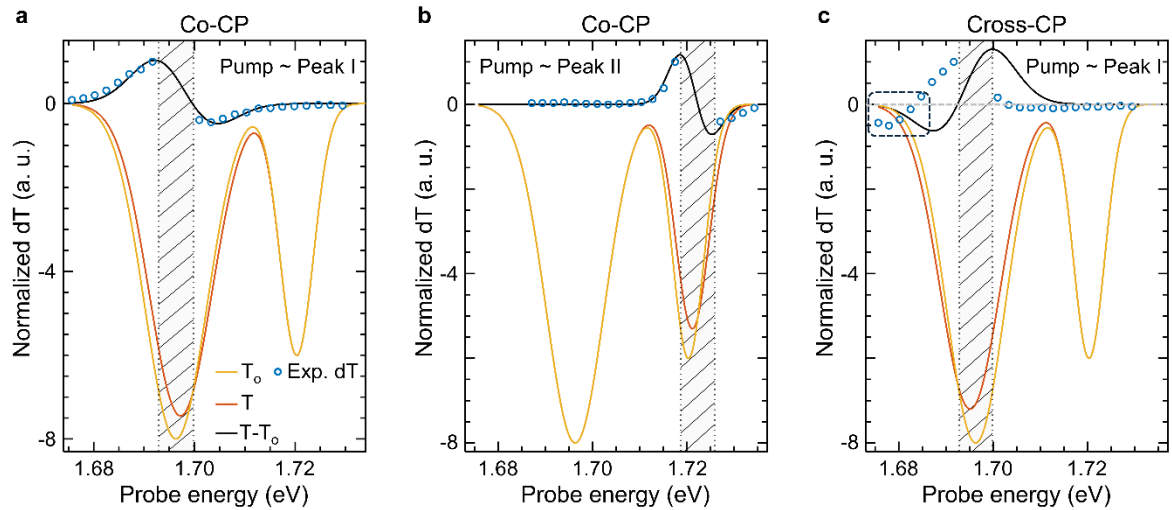 a
Co-CP
Pump ~ Peak I
Normalized dT (a. u.)
0
-4
-8
T₀
Exp. dT
T
T-T₀
1.68
1.70
1.72
Probe energy (eV)
b
Co-CP
Pump ~ Peak II
Normalized dT (a. u.)
0
-4
-8
1.68
1.70
1.72
Probe energy (eV)
c
Cross-CP
Pump ~ Peak I
Normalized dT (a. u.)
0
-4
-8
1.68
1.70
1.72
Probe energy (eV)